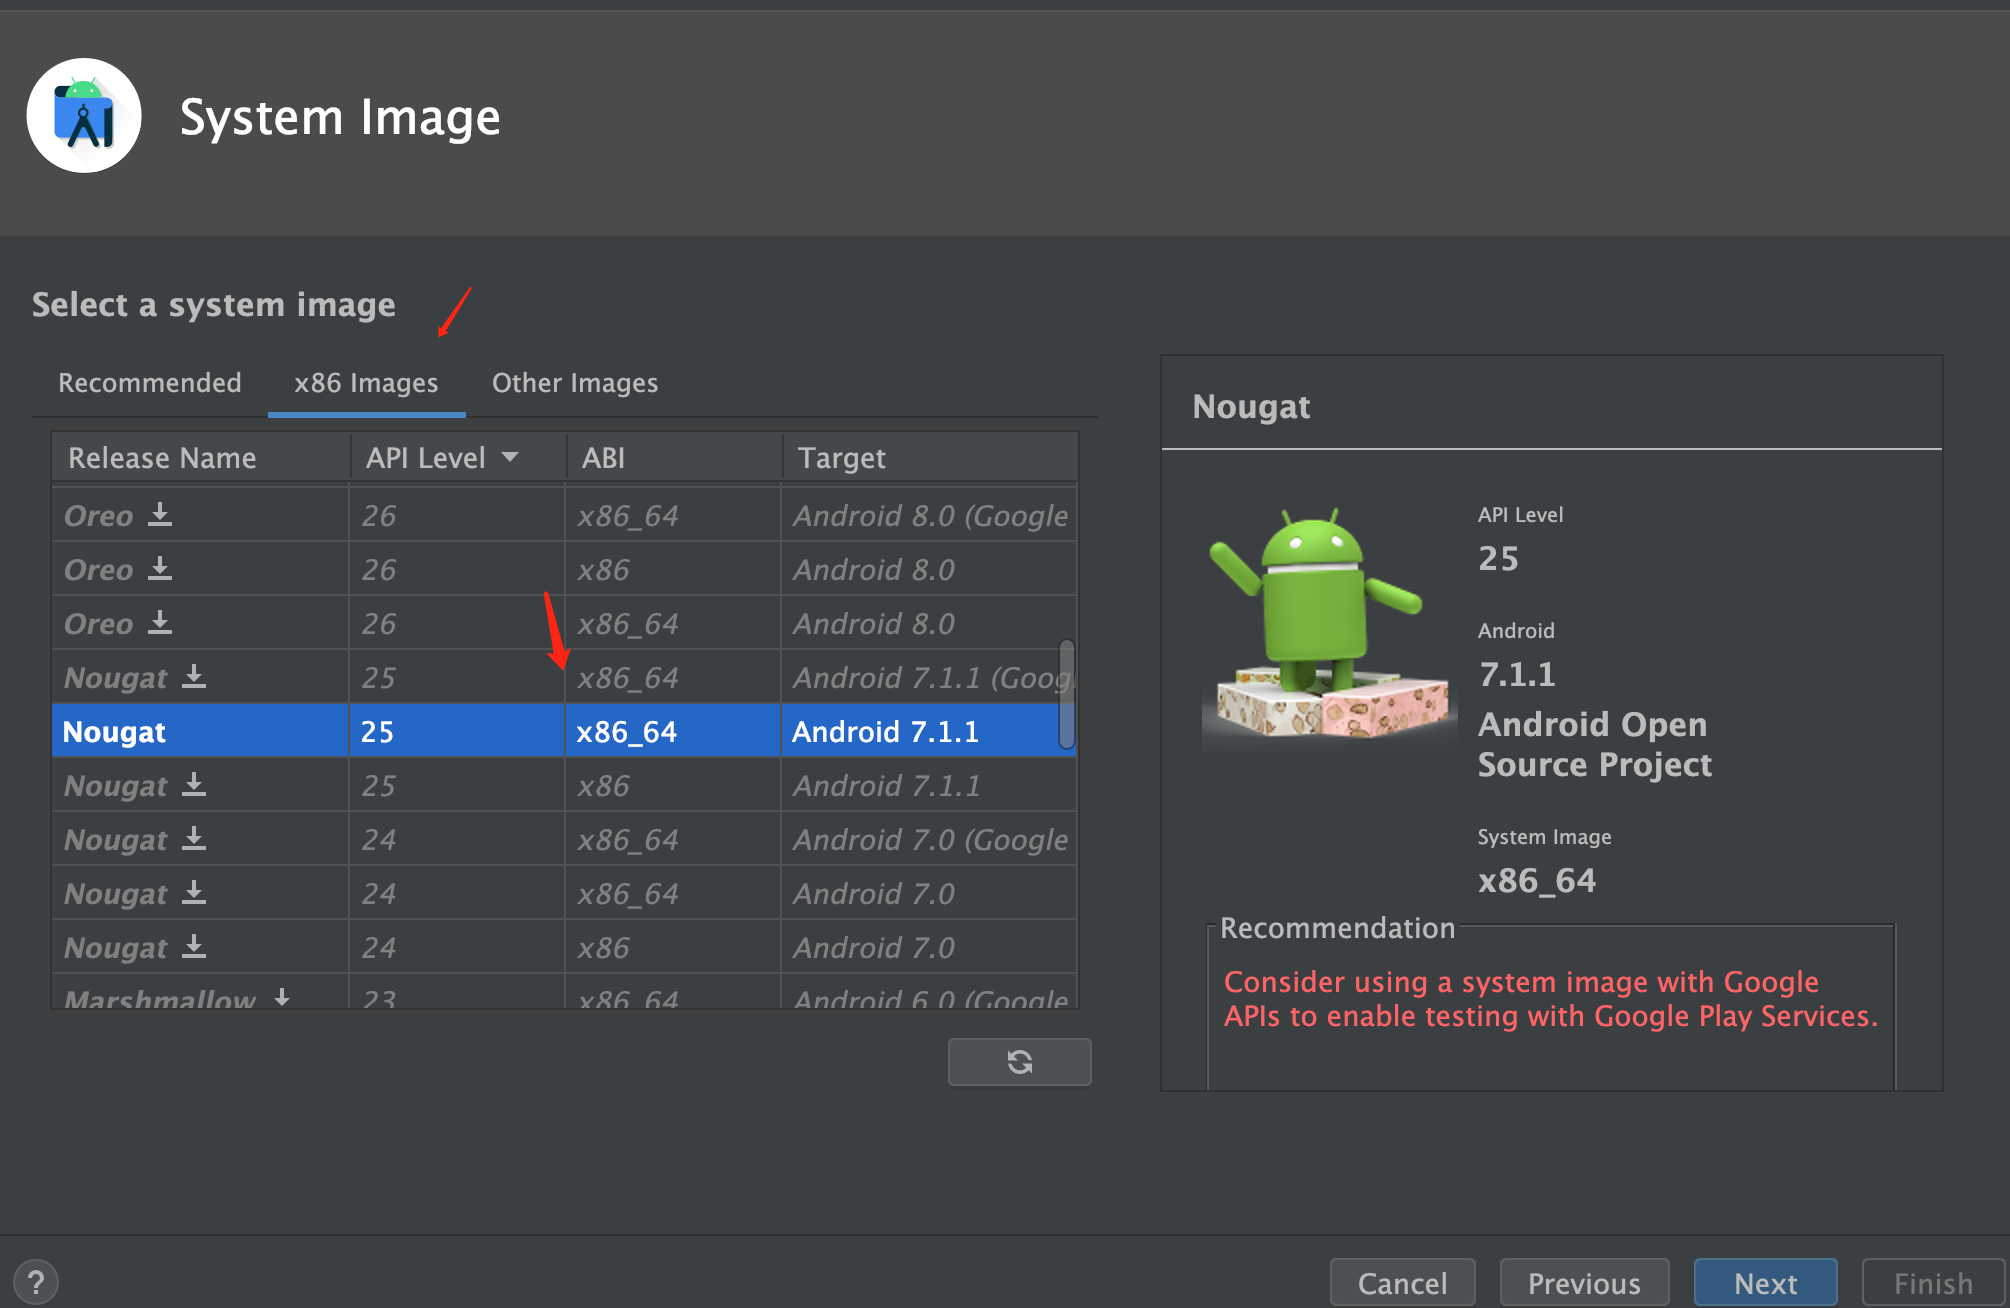 System Image
Select a system image
Recommended x86 Images Other Images
Release Name API Level ABI Target
Oreo 26 x86_64 Android 8.0 (Google
Oreo 26 x86 Android 8.0
Oreo 26 x86_64 Android 8.0
Nougat 25 x86_64 Android 7.1.1 (Goog
Nougat 25 x86_64 Android 7.1.1
Nougat 25 x86 Android 7.1.1
Nougat 24 x86_64 Android 7.0 (Google
Nougat 24 x86_64 Android 7.0
Nougat 24 x86 Android 7.0
Marshmallow 23 x86_64 Android 6.0 (Google
Nougat
API Level
25
Android
7.1.1
Android Open
Source Project
System Image
x86_64
Recommendation
Consider using a system image with Google
APIs to enable testing with Google Play Services.
? Cancel Previous Next Finish